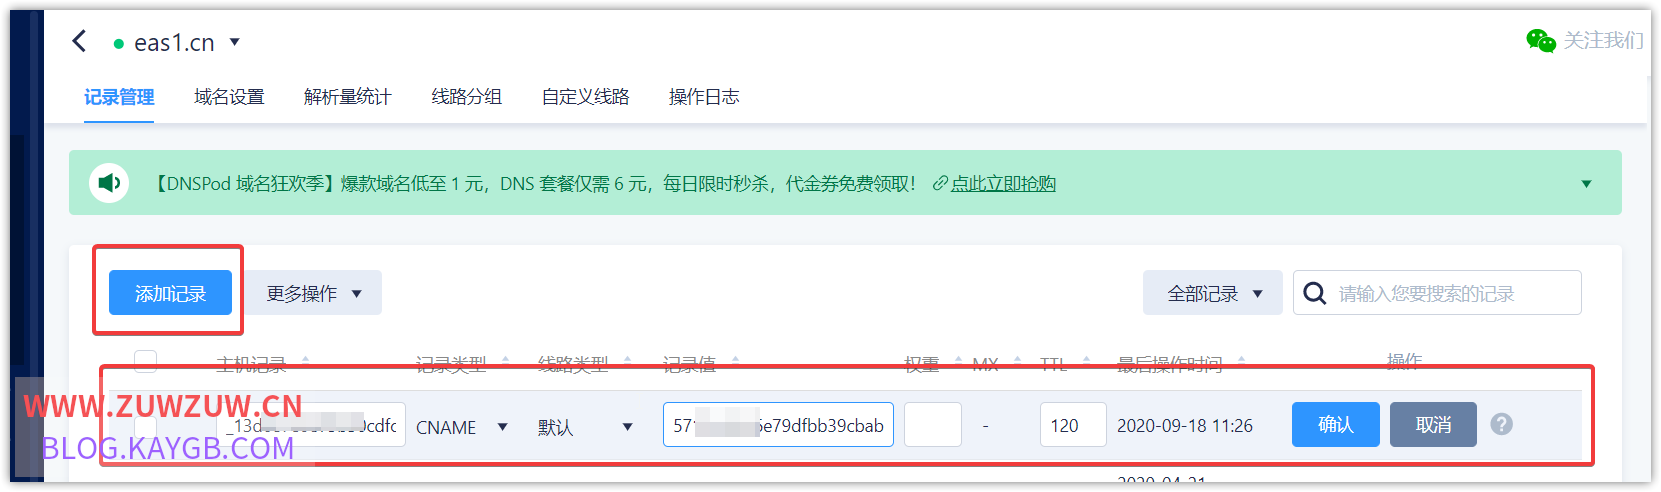 eas1.cn
关注我们
记录管理 域名设置 解析量统计 线路分组 自定义线路 操作日志
【DNSPod 域名狂欢季】爆款域名低至 1 元，DNS 套餐仅需 6 元，每日限时秒杀，代金券免费领取！ 点此立即抢购
添加记录 更多操作 全部记录 请输入您要搜索的记录
主机记录 记录类型 线路类型 记录值 权重 MX TTL 最后操作时间 操作
CNAME 默认 5e79dfbb39cbab - 120 2020-09-18 11:26 确认 取消 ?
WWW.ZUWZUW.CN
BLOG.KAYGB.COM
2020-04-21